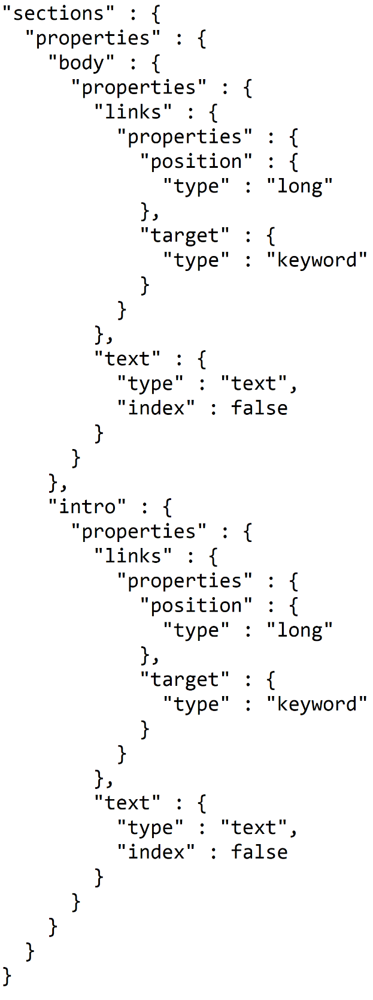 "sections" : {
  "properties" : {
    "body" : {
      "properties" : {
        "links" : {
          "properties" : {
            "position" : {
              "type" : "long"
            },
            "target" : {
              "type" : "keyword"
            }
          }
        },
        "text" : {
          "type" : "text",
          "index" : false
        }
      }
    },
    "intro" : {
      "properties" : {
        "links" : {
          "properties" : {
            "position" : {
              "type" : "long"
            },
            "target" : {
              "type" : "keyword"
            }
          }
        },
        "text" : {
          "type" : "text",
          "index" : false
        }
      }
    }
  }
}